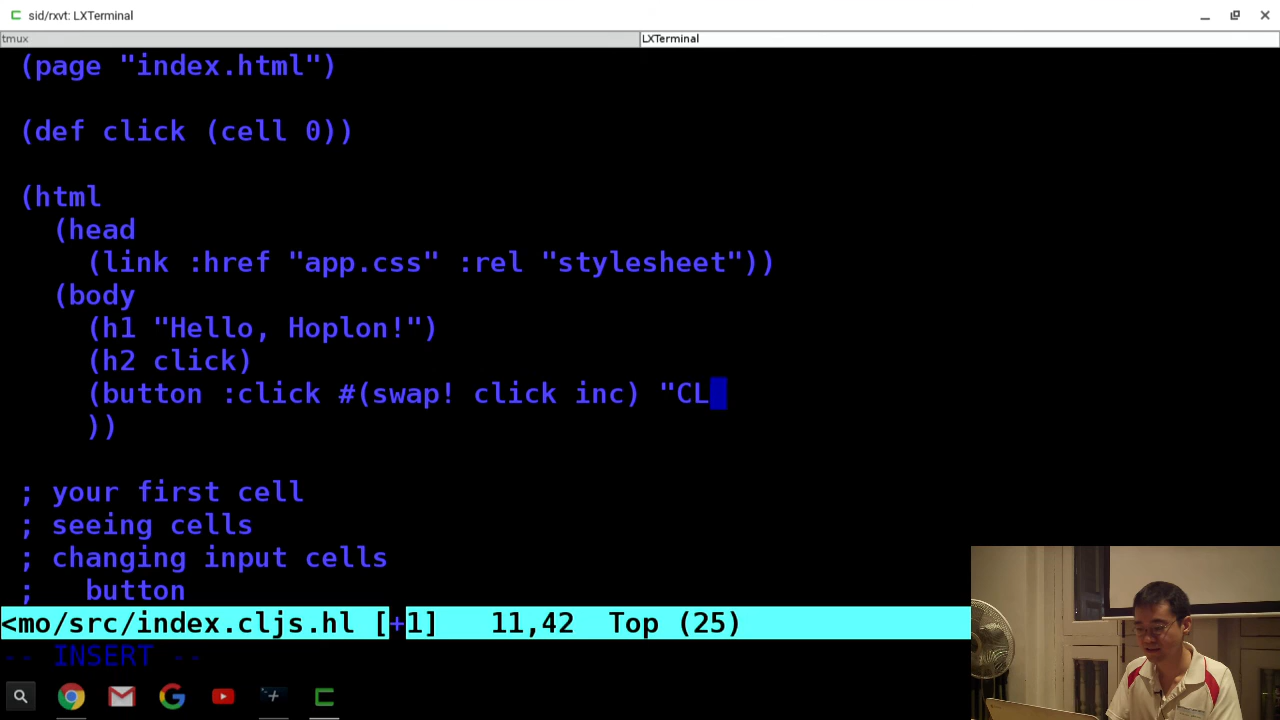 sid/rxvt: LXTerminal
tmux LXTerminal
(page "index.html")
(def click (cell 0))
(html
(head
(link :href "app.css" :rel "stylesheet"))
(body
(h1 "Hello, Hoplon!")
(h2 click)
(button :click #(swap! click inc) "CL
))
; your first cell
; seeing cells
; changing input cells
;   button
<mo/src/index.cljs.hl [+1]   11,42  Top (25)
-- INSERT --